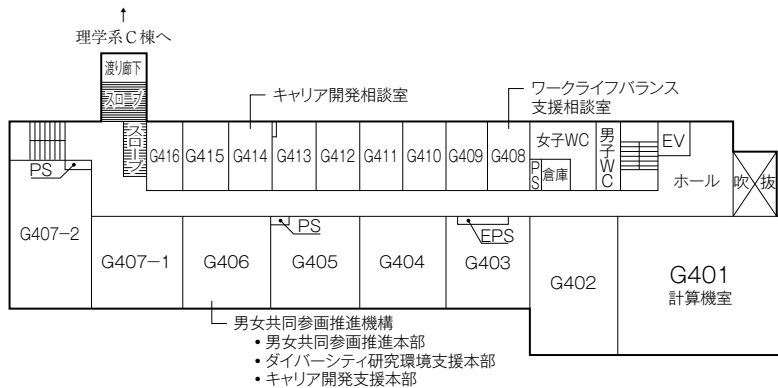 理学系C棟へ
渡り廊下
スロープ
スロープ
キャリア開発相談室
ワークライフバランス
支援相談室
G416
G415
G414
G413
G412
G411
G410
G409
G408
女子WC
男子WC
EV
PS
倉庫
ホール
吹抜
PS
G407-2
G407-1
G406
PS
G405
G404
EPS
G403
G402
G401
計算機室
男女共同参画推進機構
• 男女共同参画推進本部
• ダイバーシティ研究環境支援本部
• キャリア開発支援本部